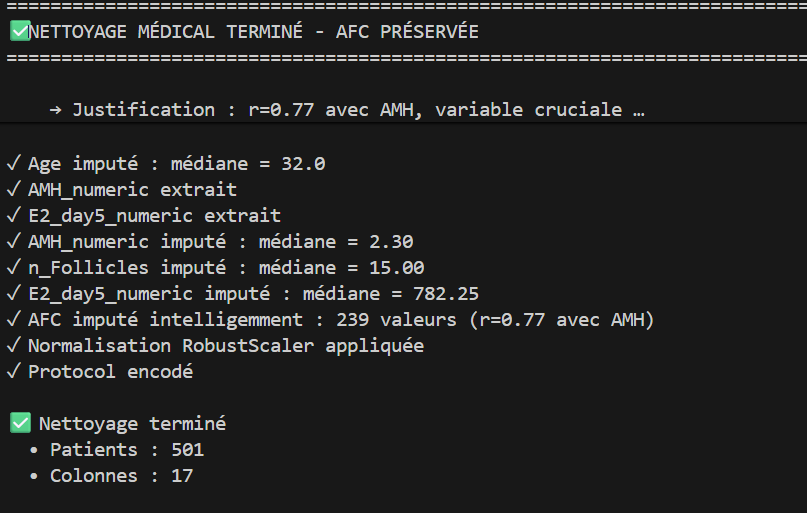 ================================================================================
✅NETTOYAGE MÉDICAL TERMINÉ - AFC PRÉSERVÉE
================================================================================
→ Justification : r=0.77 avec AMH, variable cruciale …
✓ Age imputé : médiane = 32.0
✓ AMH_numeric extrait
✓ E2_day5_numeric extrait
✓ AMH_numeric imputé : médiane = 2.30
✓ n_Follicles imputé : médiane = 15.00
✓ E2_day5_numeric imputé : médiane = 782.25
✓ AFC imputé intelligemment : 239 valeurs (r=0.77 avec AMH)
✓ Normalisation RobustScaler appliquée
✓ Protocol encodé
✅ Nettoyage terminé
• Patients : 501
• Colonnes : 17